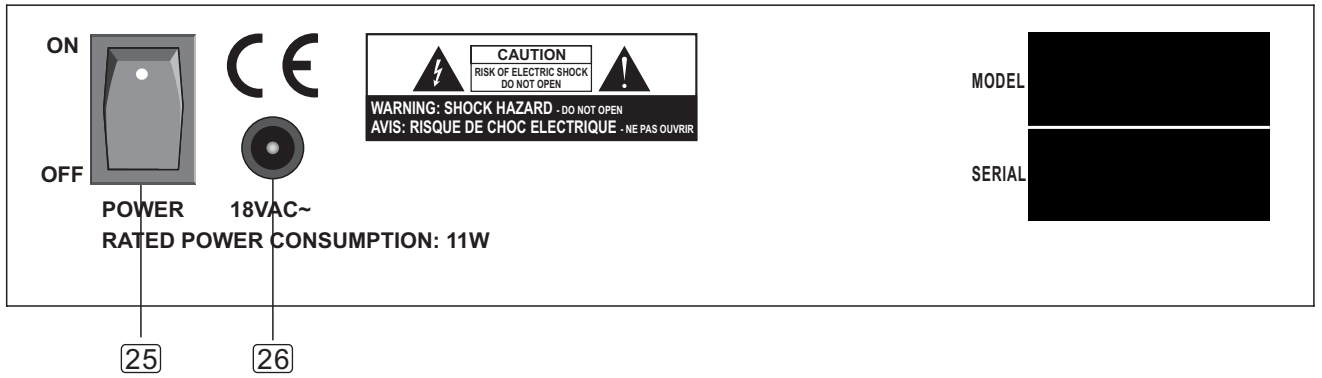 ON
OFF
CE
CAUTION
RISK OF ELECTRIC SHOCK
DO NOT OPEN
WARNING: SHOCK HAZARD - DO NOT OPEN
AVIS: RISQUE DE CHOC ELECTRIQUE - NE PAS OUVRIR
MODEL
SERIAL
POWER 18VAC~
RATED POWER CONSUMPTION: 11W
25 26